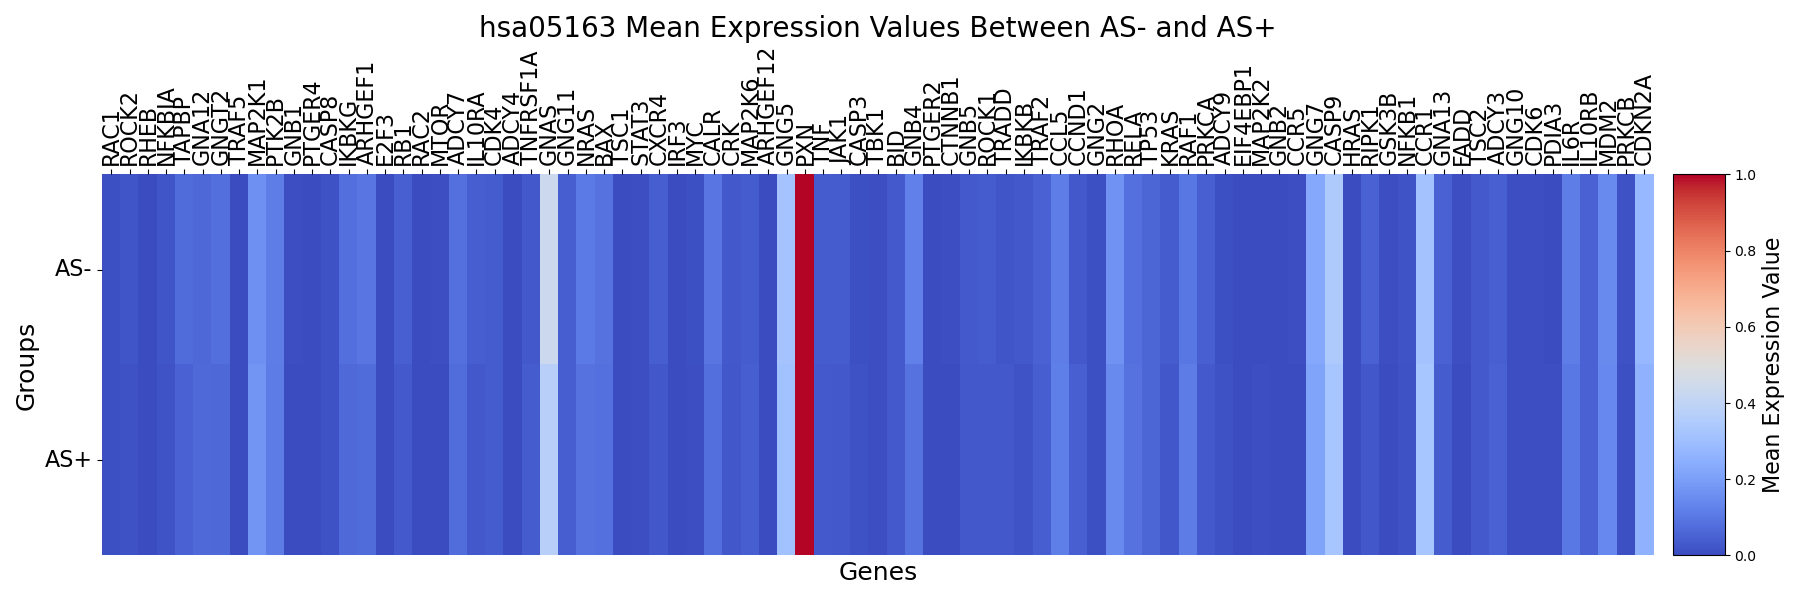 hsa05163 Mean Expression Values Between AS- and AS+
RAC1
ROCK2
RHEB
NFKBIA
TAPBP
GNA12
GNGT2
TRAF5
MAP2K1
PTK2B
GNB1
PTGER4
CASP8
IKBKG
ARHGEF1
E2F3
RB1
RAC2
MTOR
ADCY7
IL10RA
CDK4
ADCY4
TNFRSF1A
GNAS
GNG11
NRAS
BAX
TSC1
STAT3
CXCR4
IRF3
MYC
CALR
CRK
MAP2K6
ARHGEF12
GNG5
PXN
TNF
JAK1
CASP3
TBK1
BID
GNB4
PTGER2
CTNNB1
GNB5
ROCK1
TRADD
IKBKB
TRAF2
CCL5
CCND1
GNG2
RHOA
RELA
TP53
KRAS
RAF1
PRKCA
ADCY9
EIF4EBP1
MAP2K2
GNB2
CCR5
GNG7
CASP9
HRAS
RIPK1
GSK3B
NFKB1
CCR1
GNA13
FADD
TSC2
ADCY3
GNG10
CDK6
PDIA3
IL6R
IL10RB
MDM2
PRKCB
CDKN2A
AS-
AS+
Groups
Genes
1.0
0.8
0.6
0.4
0.2
0.0
Mean Expression Value